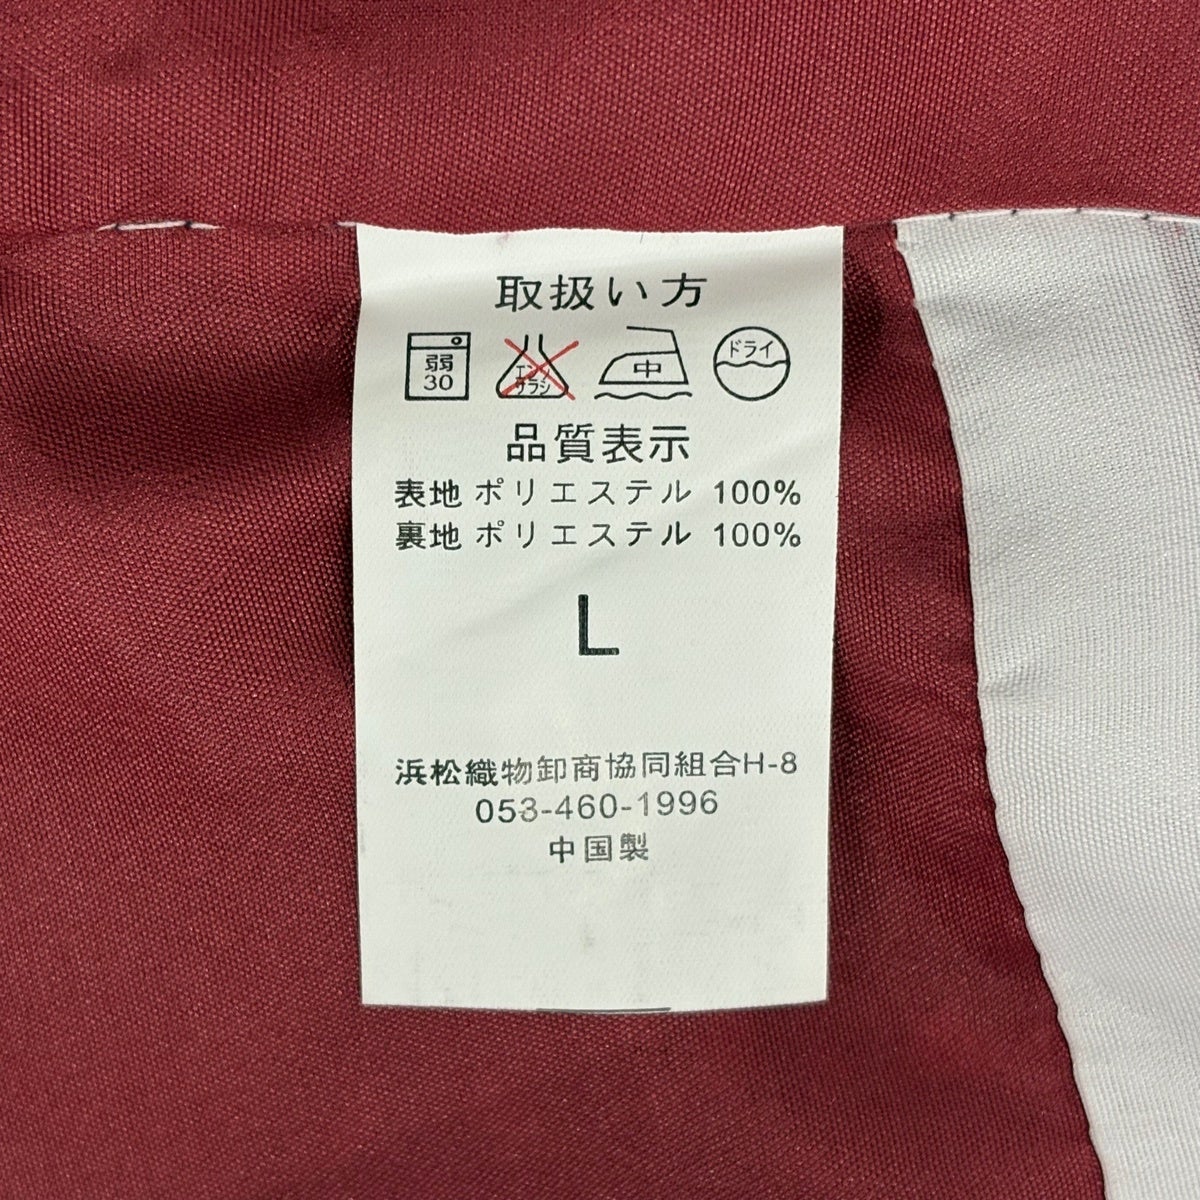 取扱い方
弱 30 エンソ サラシ 中 ドライ
品質表示
表地 ポリエステル 100%
裏地 ポリエステル 100%
L
浜松織物卸商協同組合H-8
053-460-1996
中国製